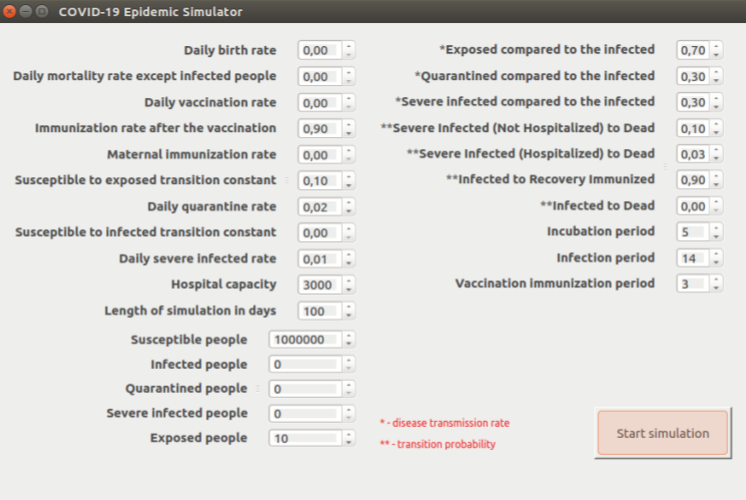 COVID-19 Epidemic Simulator
Daily birth rate 0,00
Daily mortality rate except infected people 0,00
Daily vaccination rate 0,00
Immunization rate after the vaccination 0,90
Maternal immunization rate 0,00
Susceptible to exposed transition constant 0,10
Daily quarantine rate 0,02
Susceptible to infected transition constant 0,00
Daily severe infected rate 0,01
Hospital capacity 3000
Length of simulation in days 100
Susceptible people 1000000
Infected people 0
Quarantined people 0
Severe infected people 0
Exposed people 10
*Exposed compared to the infected 0,70
*Quarantined compared to the infected 0,30
*Severe infected compared to the infected 0,30
**Severe Infected (Not Hospitalized) to Dead 0,10
**Severe Infected (Hospitalized) to Dead 0,03
**Infected to Recovery Immunized 0,90
**Infected to Dead 0,00
Incubation period 5
Infection period 14
Vaccination immunization period 3
* - disease transmission rate
** - transition probability
Start simulation